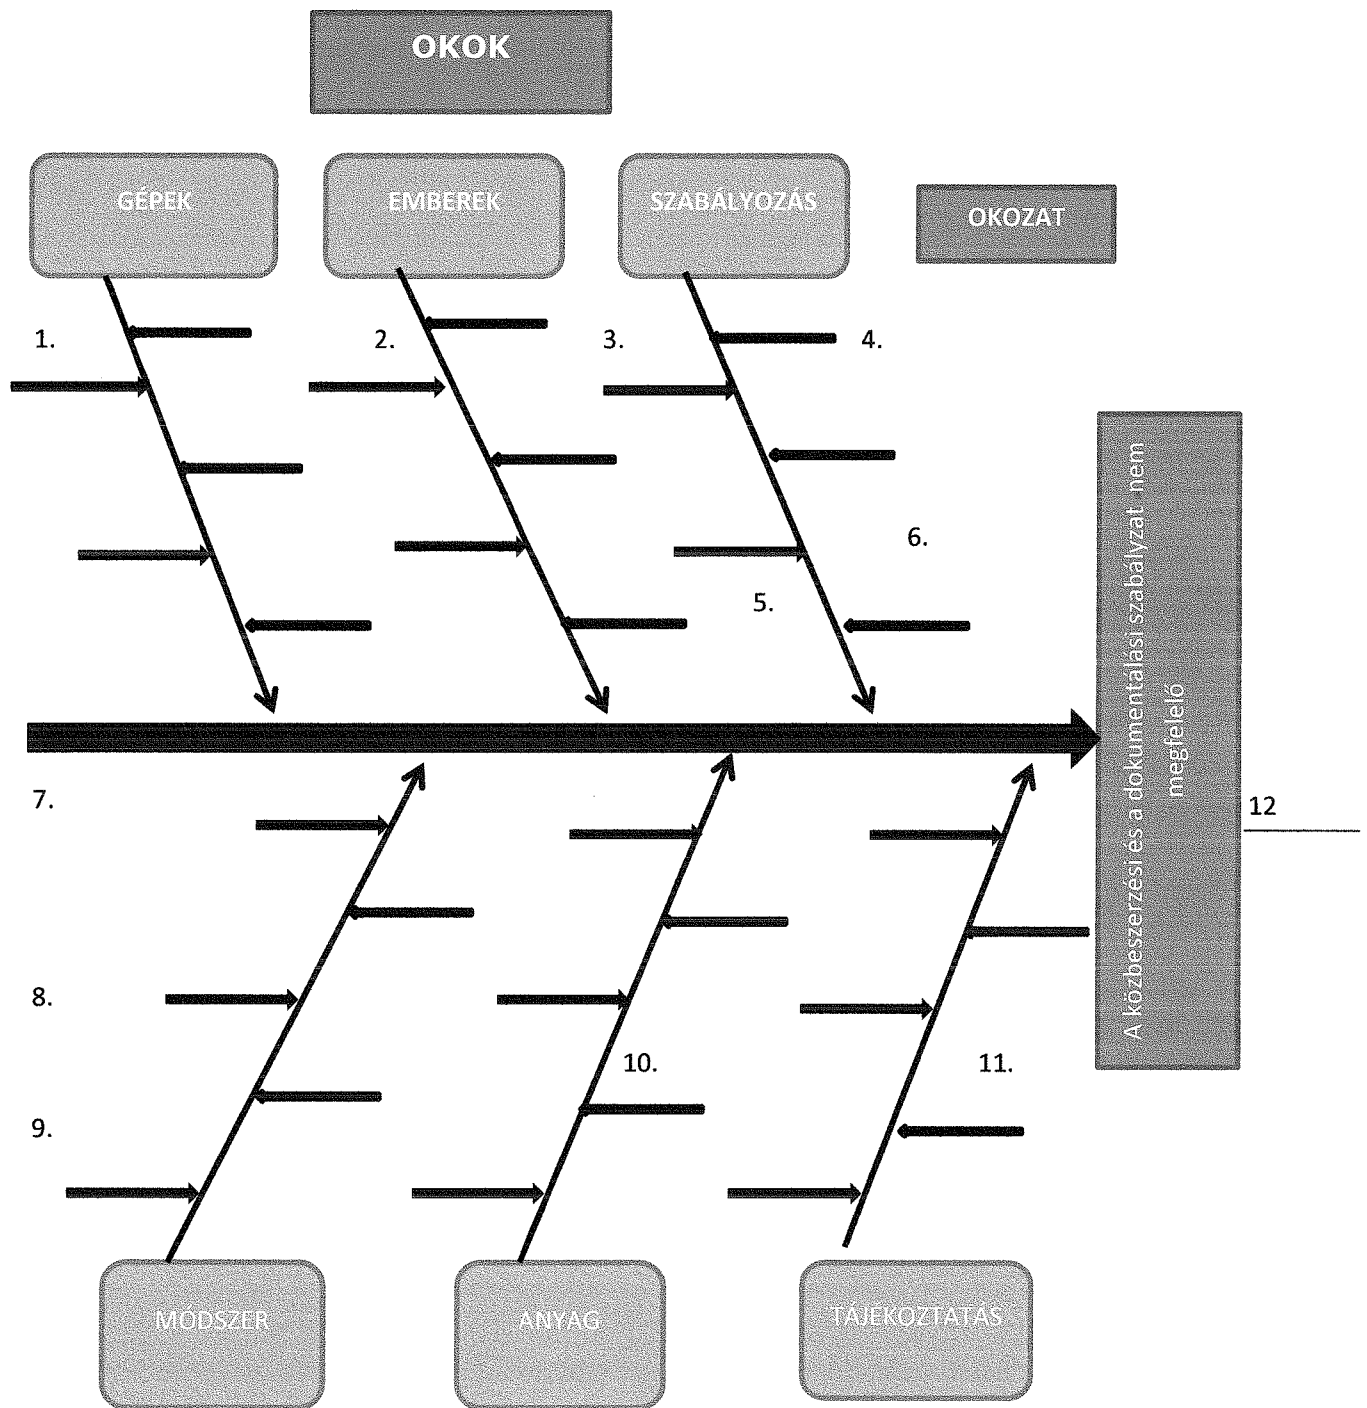 OKOK
GÉPEK
EMBEREK
SZABÁLYOZÁS
OKOZAT
1.
2.
3.
4.
6.
5.
A közbeszerzési és a dokumentálási szabályzat nem
megfelelő
7.
12
8.
10.
11.
9.
MÓDSZER
ANYAG
TÁJÉKOZTATÁS